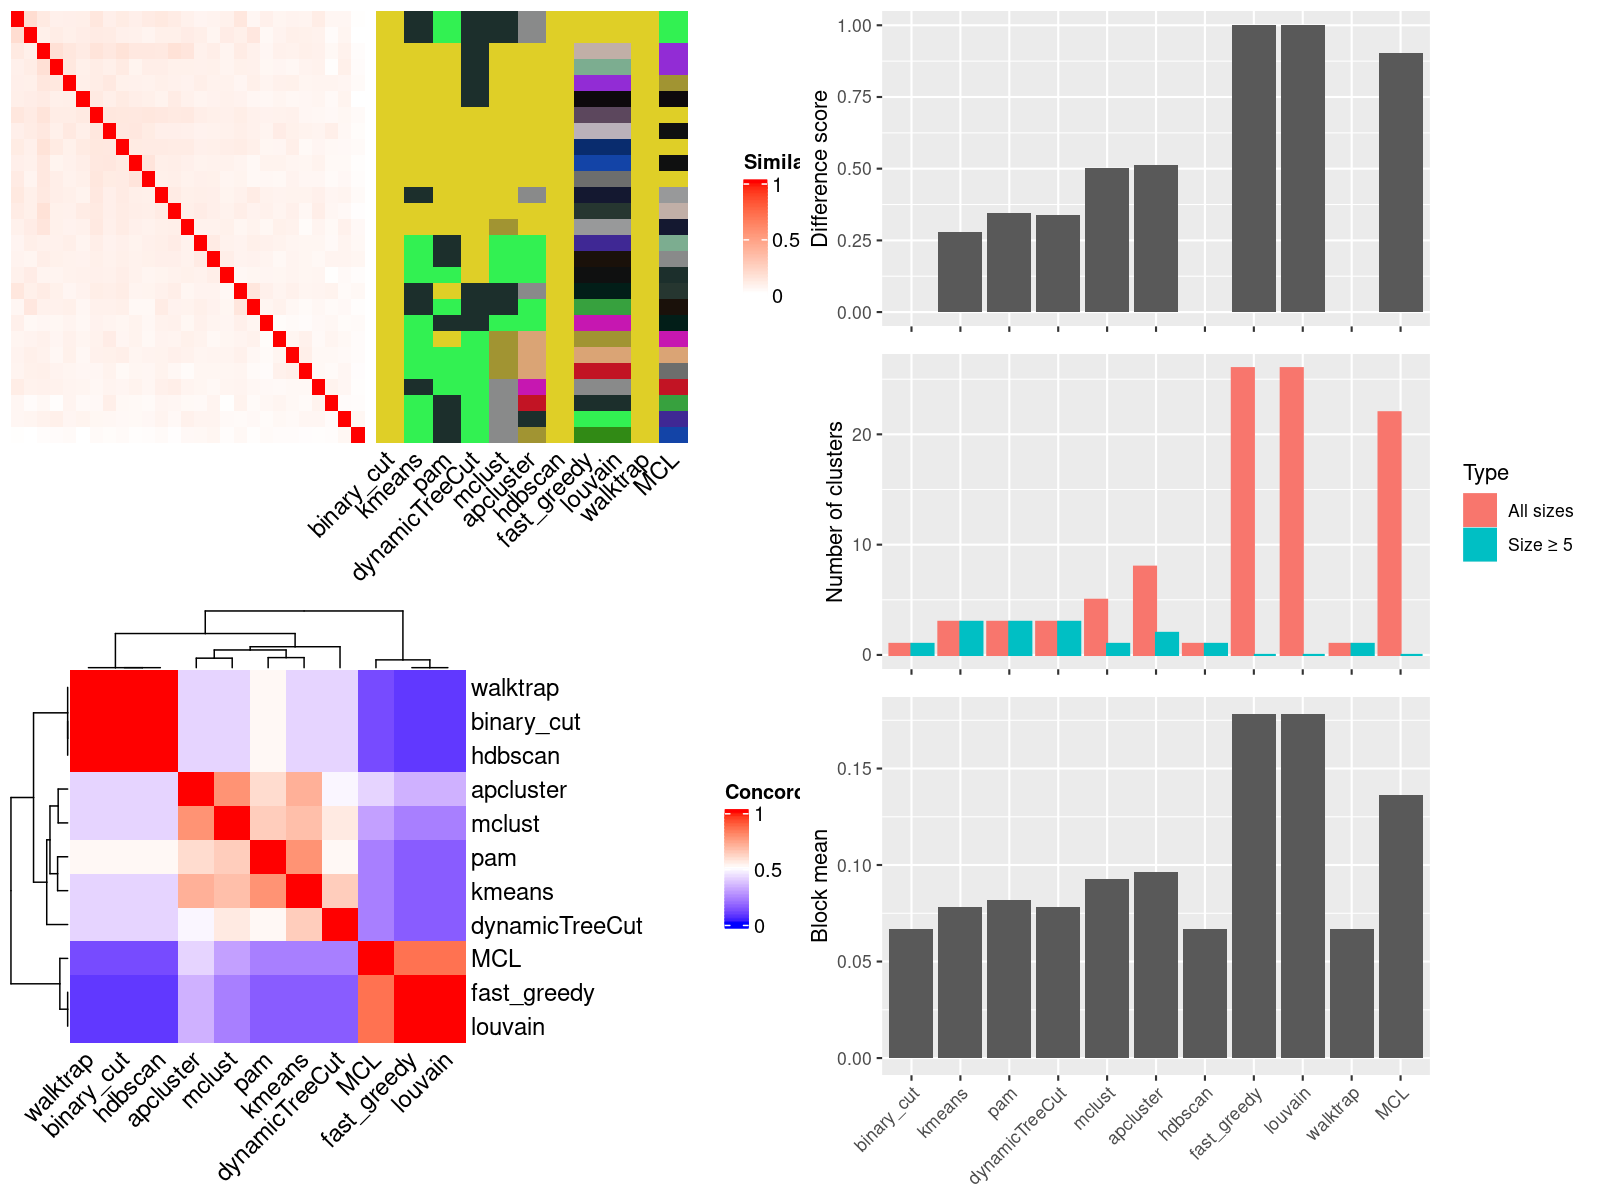 Simila
1
0.5
0
binary_cut
kmeans
pam
dynamicTreeCut
mclust
apcluster
hdbscan
fast_greedy
louvain
walktrap
MCL
walktrap
binary_cut
hdbscan
apcluster
mclust
pam
kmeans
dynamicTreeCut
MCL
fast_greedy
louvain
walktrap
binary_cut
hdbscan
apcluster
mclust
pam
kmeans
dynamicTreeCut
MCL
fast_greedy
louvain
Concord
1
0.5
0
Difference score
1.00
0.75
0.50
0.25
0.00
Number of clusters
20
10
0
Type
All sizes
Size ≥ 5
Block mean
0.15
0.10
0.05
0.00
binary_cut
kmeans
pam
dynamicTreeCut
mclust
apcluster
hdbscan
fast_greedy
louvain
walktrap
MCL